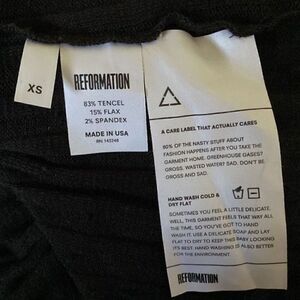 XS
REFORMATION
83% TENCEL
15% FLAX
2% SPANDEX
MADE IN USA
RN 142248
A CARE LABEL THAT ACTUALLY CARES
80% OF THE NASTY STUFF ABOUT
FASHION HAPPENS AFTER YOU TAKE THE
GARMENT HOME. GREENHOUSE GASES?
GROSS. WASTED WATER? SAD. DON'T BE
GROSS AND SAD.
HAND WASH COLD &
DRY FLAT
SOMETIMES YOU FEEL A LITTLE DELICATE.
WELL, THIS GARMENT FEELS THAT WAY ALL
THE TIME, SO YOU'VE GOT TO HAND
WASH IT. USE A DELICATE SOAP AND LAY
FLAT TO DRY TO KEEP THIS BABY LOOKING
ITS BEST. HAND WASHING IS ALSO BETTER
FOR THE ENVIRONMENT.
REFORMATION